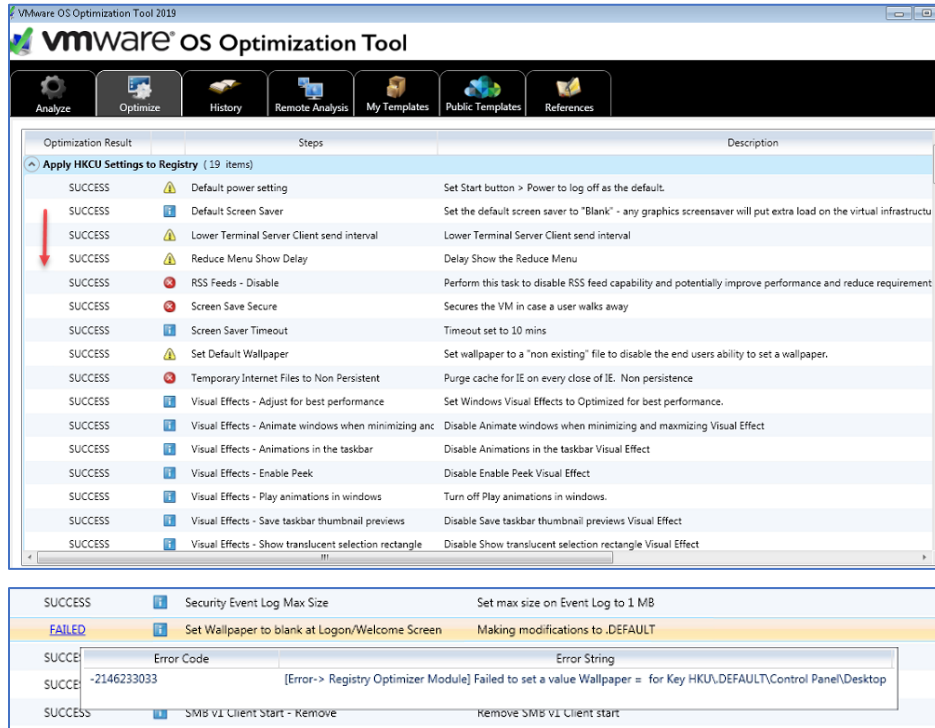 VMware OS Optimization Tool 2019
vmware® OS Optimization Tool
Analyze Optimize History Remote Analysis My Templates Public Templates References
Optimization Result Steps Description
Apply HKCU Settings to Registry ( 19 items)
SUCCESS Default power setting Set Start button > Power to log off as the default.
SUCCESS Default Screen Saver Set the default screen saver to "Blank" - any graphics screensaver will put extra load on the virtual infrastructu
SUCCESS Lower Terminal Server Client send interval Lower Terminal Server Client send interval
SUCCESS Reduce Menu Show Delay Delay Show the Reduce Menu
SUCCESS RSS Feeds - Disable Perform this task to disable RSS feed capability and potentially improve performance and reduce requirement
SUCCESS Screen Save Secure Secures the VM in case a user walks away
SUCCESS Screen Saver Timeout Timeout set to 10 mins
SUCCESS Set Default Wallpaper Set wallpaper to a "non existing" file to disable the end users ability to set a wallpaper.
SUCCESS Temporary Internet Files to Non Persistent Purge cache for IE on every close of IE. Non persistence
SUCCESS Visual Effects - Adjust for best performance Set Windows Visual Effects to Optimized for best performance.
SUCCESS Visual Effects - Animate windows when minimizing anc Disable Animate windows when minimizing and maxmizing Visual Effect
SUCCESS Visual Effects - Animations in the taskbar Disable Animations in the taskbar Visual Effect
SUCCESS Visual Effects - Enable Peek Disable Enable Peek Visual Effect
SUCCESS Visual Effects - Play animations in windows Turn off Play animations in windows.
SUCCESS Visual Effects - Save taskbar thumbnail previews Disable Save taskbar thumbnail previews Visual Effect
SUCCESS Visual Effects - Show translucent selection rectangle Disable Show translucent selection rectangle Visual Effect
SUCCESS Security Event Log Max Size Set max size on Event Log to 1 MB
FAILED Set Wallpaper to blank at Logon/Welcome Screen Making modifications to .DEFAULT
SUCCE Error Code Error String
SUCCE -2146233033 [Error-> Registry Optimizer Module] Failed to set a value Wallpaper = for Key HKU\.DEFAULT\Control Panel\Desktop
SUCCESS SMB v1 Client Start - Remove Remove SMB v1 Client start